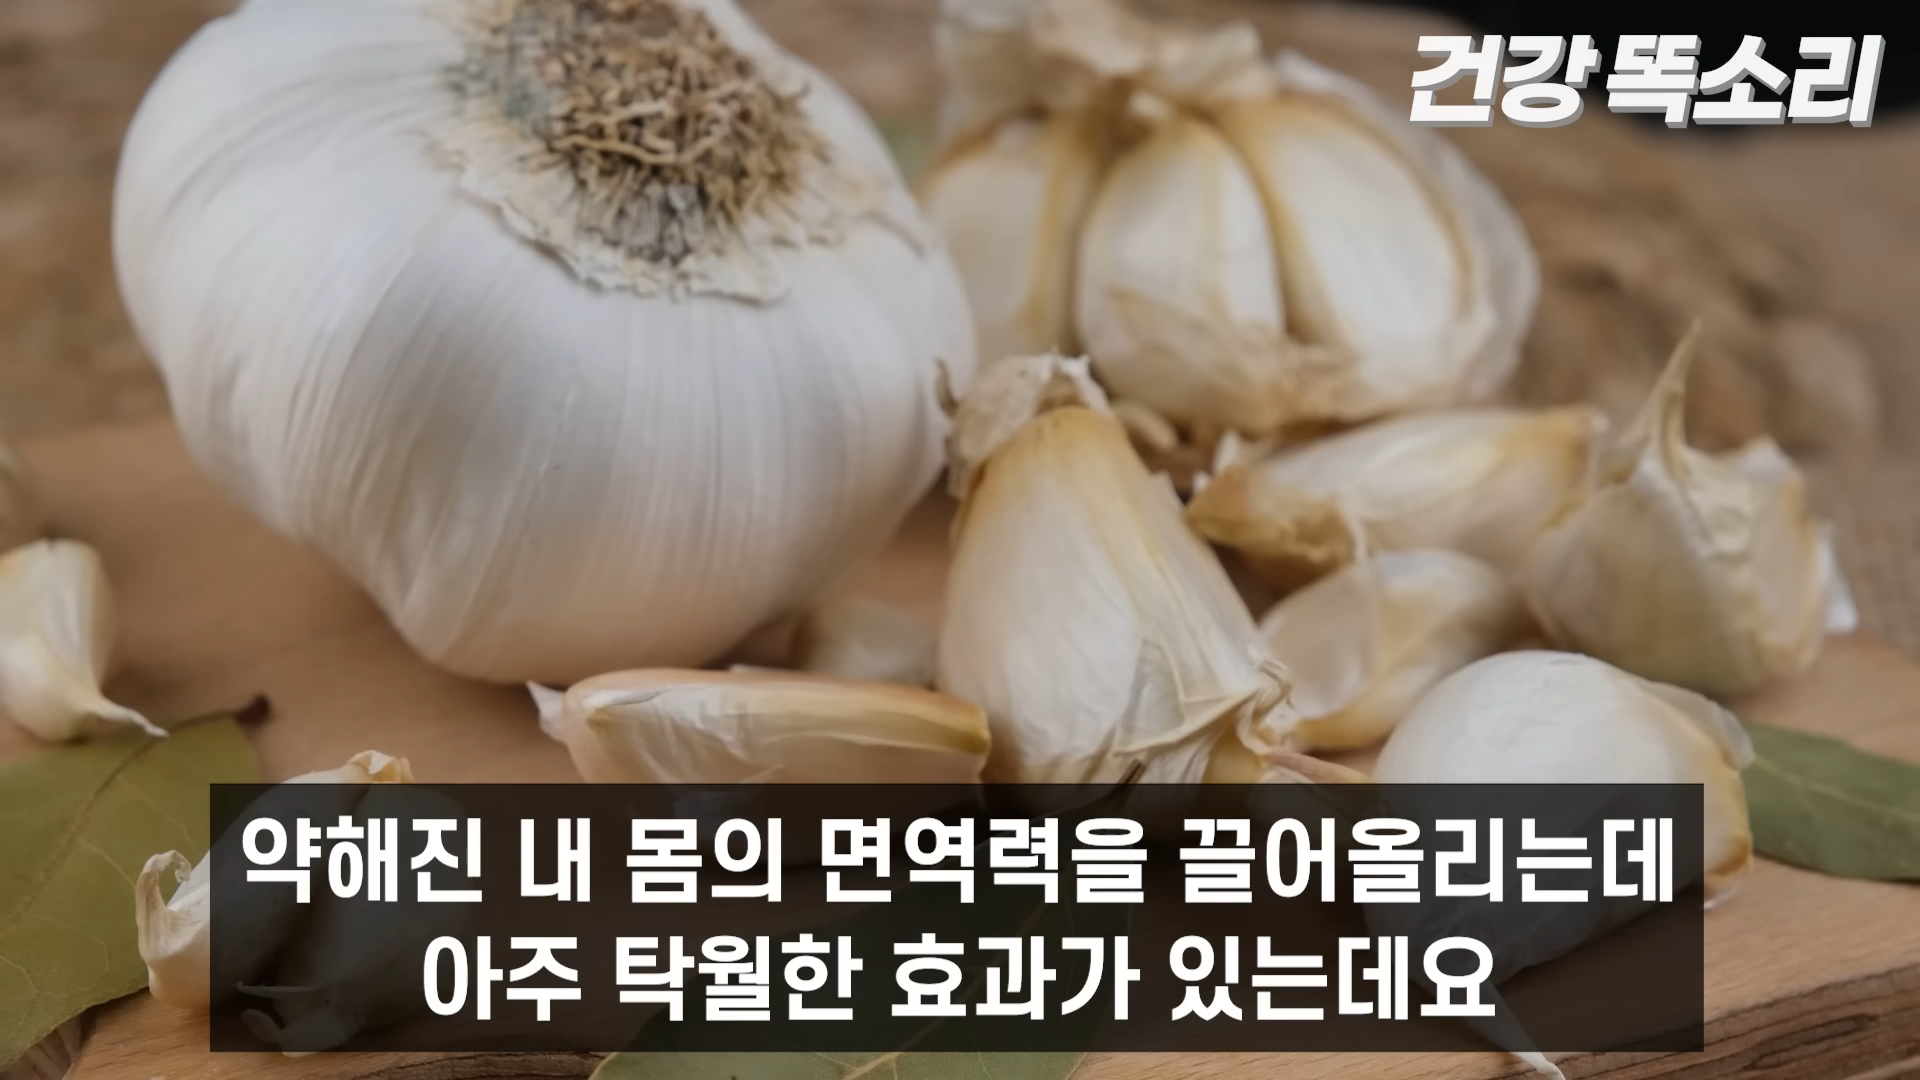 건강 똑소리
약해진 내 몸의 면역력을 끌어올리는데
아주 탁월한 효과가 있는데요